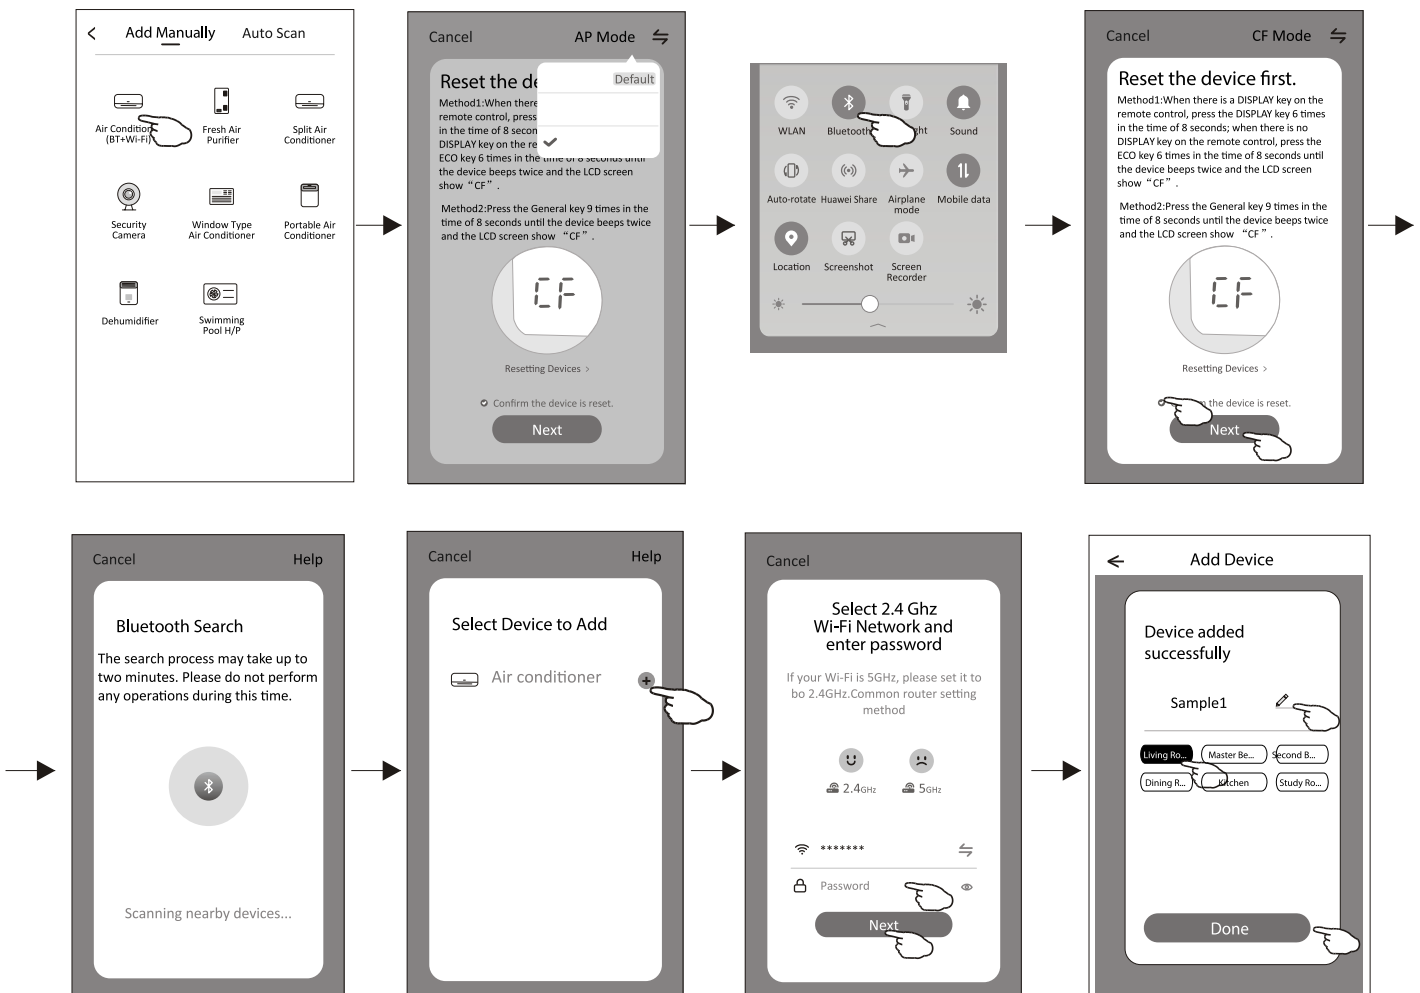 Add Manually Auto Scan
Air Condition
(BT+Wi-Fi)
Fresh Air
Purifier
Split Air
Conditioner
Security
Camera
Window Type
Air Conditioner
Portable Air
Conditioner
Dehumidifier
Swimming
Pool H/P
Cancel AP Mode
Default
Reset the de
Method1:When there
remote control, press
in the time of 8 secon
DISPLAY key on the re
ECO key 6 times in the time of 8 seconds until
the device beeps twice and the LCD screen
show “CF”.
Method2:Press the General key 9 times in the
time of 8 seconds until the device beeps twice
and the LCD screen show “CF”.
CF
Resetting Devices >
Confirm the device is reset.
Next
WLAN
Bluetooth
ght
Sound
Auto-rotate
Huawei Share
Airplane
mode
Mobile data
Location
Screenshot
Screen
Recorder
Cancel CF Mode
Reset the device first.
Method1:When there is a DISPLAY key on the
remote control, press the DISPLAY key 6 times
in the time of 8 seconds; when there is no
DISPLAY key on the remote control, press the
ECO key 6 times in the time of 8 seconds until
the device beeps twice and the LCD screen
show “CF”.
Method2:Press the General key 9 times in the
time of 8 seconds until the device beeps twice
and the LCD screen show “CF”.
CF
Resetting Devices >
m the device is reset.
Next
Cancel Help
Bluetooth Search
The search process may take up to
two minutes. Please do not perform
any operations during this time.
Scanning nearby devices...
Cancel Help
Select Device to Add
Air conditioner
Cancel
Select 2.4 Ghz
Wi-Fi Network and
enter password
If your Wi-Fi is 5GHz, please set it to
bo 2.4GHz.Common router setting
method
2.4GHz 5GHz
*******
Password
Next
Add Device
Device added
successfully
Sample1
Living Ro... Master Be... Second B...
Dining R... Kitchen Study Ro...
Done